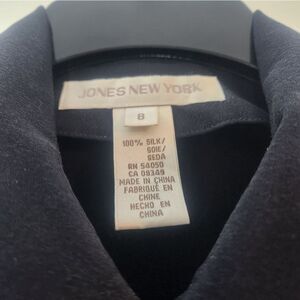 JONES NEW YORK
8
100% SILK/
SOIE/
SEDA
RN 54050
CA 09349
MADE IN CHINA
FABRIQUÉ EN
CHINE
HECHO EN
CHINA